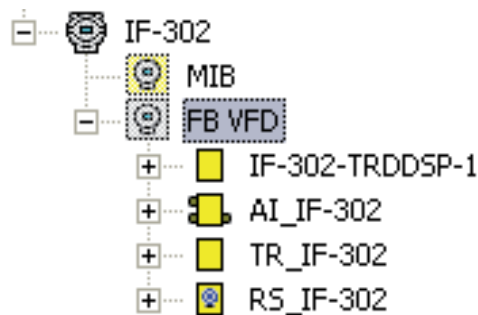 IF-302
MIB
FB VFD
IF-302-TRDDSP-1
AI_IF-302
TR_IF-302
RS_IF-302